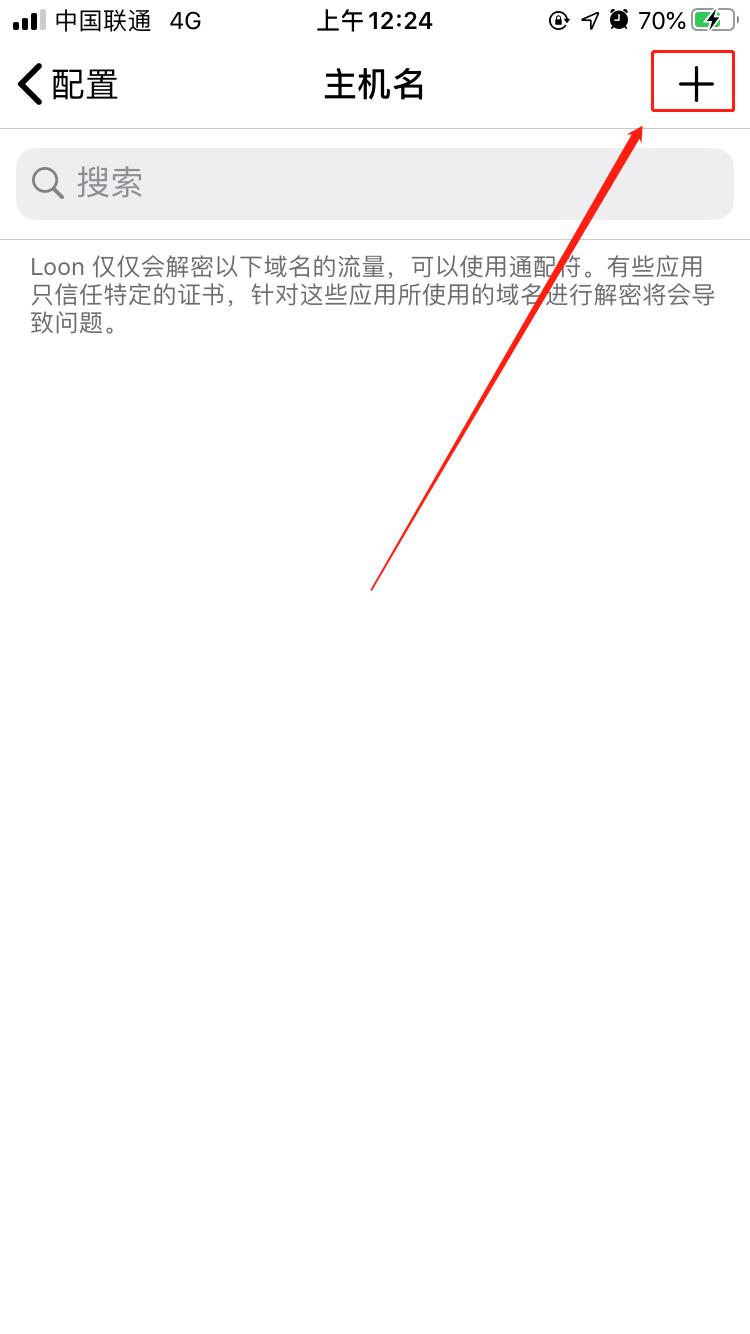 中国联通 4G 上午12:24 70%
配置 主机名
搜索
Loon 仅仅会解密以下域名的流量，可以使用通配符。有些应用
只信任特定的证书，针对这些应用所使用的域名进行解密将会导
致问题。